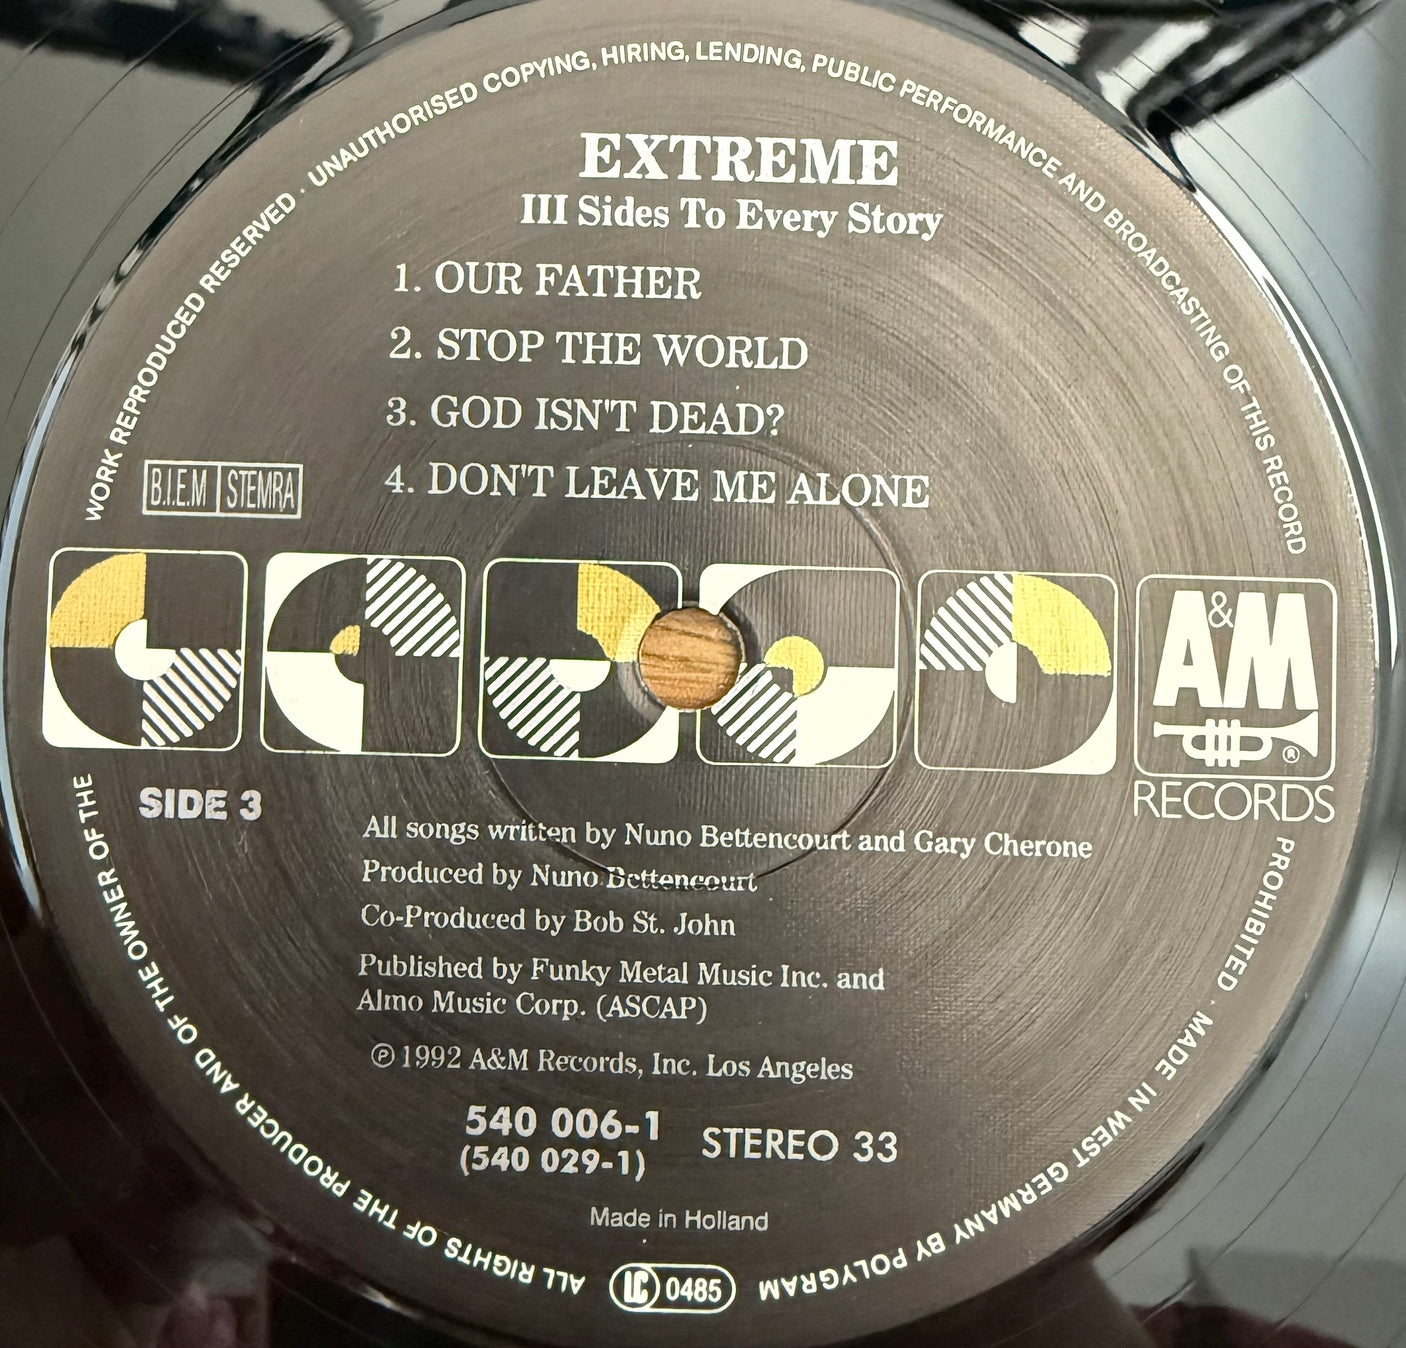 WORK REPRODUCED RESERVED · UNAUTHORISED COPYING, HIRING, LENDING, PUBLIC PERFORMANCE AND BROADCASTING OF THIS RECORD
EXTREME
III Sides To Every Story
1. OUR FATHER
2. STOP THE WORLD
3. GOD ISN'T DEAD?
4. DON'T LEAVE ME ALONE
B.I.E.M STEMRA
A&M
®
RECORDS
SIDE 3
All songs written by Nuno Bettencourt and Gary Cherone
Produced by Nuno Bettencourt
Co-Produced by Bob St. John
Published by Funky Metal Music Inc. and
Almo Music Corp. (ASCAP)
℗ 1992 A&M Records, Inc. Los Angeles
540 006-1
(540 029-1)
STEREO 33
Made in Holland
LC 0485
PROHIBITED · MADE IN WEST GERMANY BY POLYGRAM
ALL RIGHTS OF THE PRODUCER AND OF THE OWNER OF THE